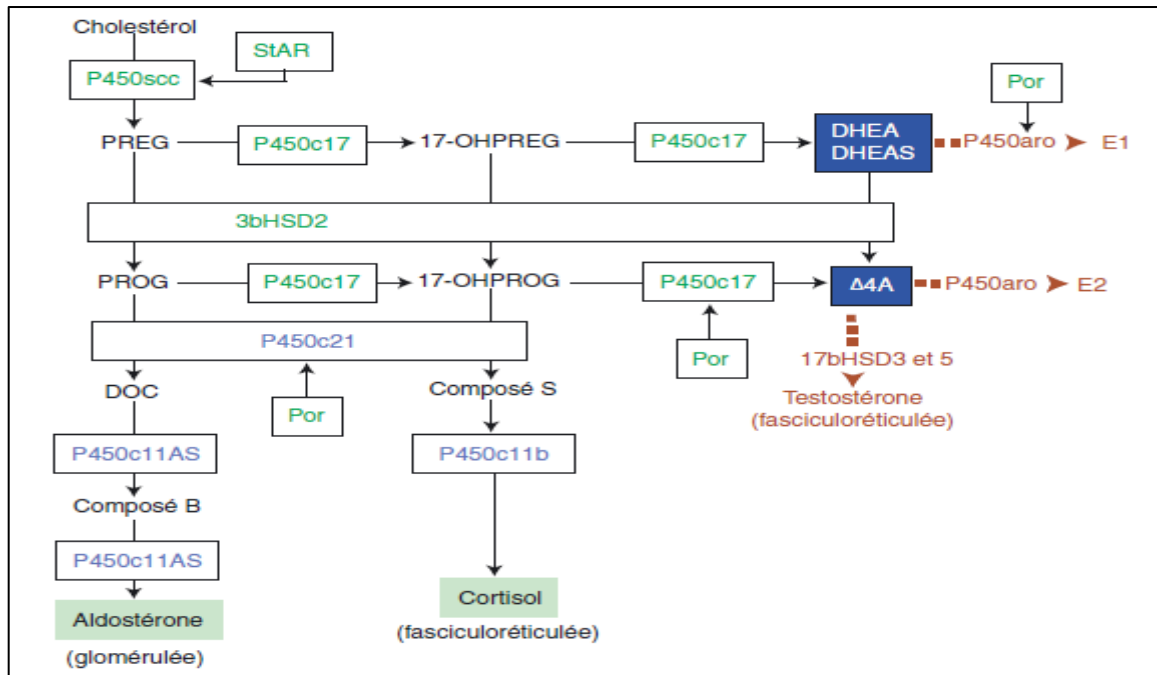 Cholestérol
StAR
P450scc
Por
PREG
P450c17
17-OHPREG
P450c17
DHEA
DHEAS
P450aro
E1
3bHSD2
PROG
P450c17
17-OHPROG
P450c17
Δ4A
P450aro
E2
P450c21
Por
17bHSD3 et 5
DOC
Por
Composé S
Testostérone
(fasciculoréticulée)
P450c11AS
P450c11b
Composé B
P450c11AS
Aldostérone
(glomérulée)
Cortisol
(fasciculoréticulée)